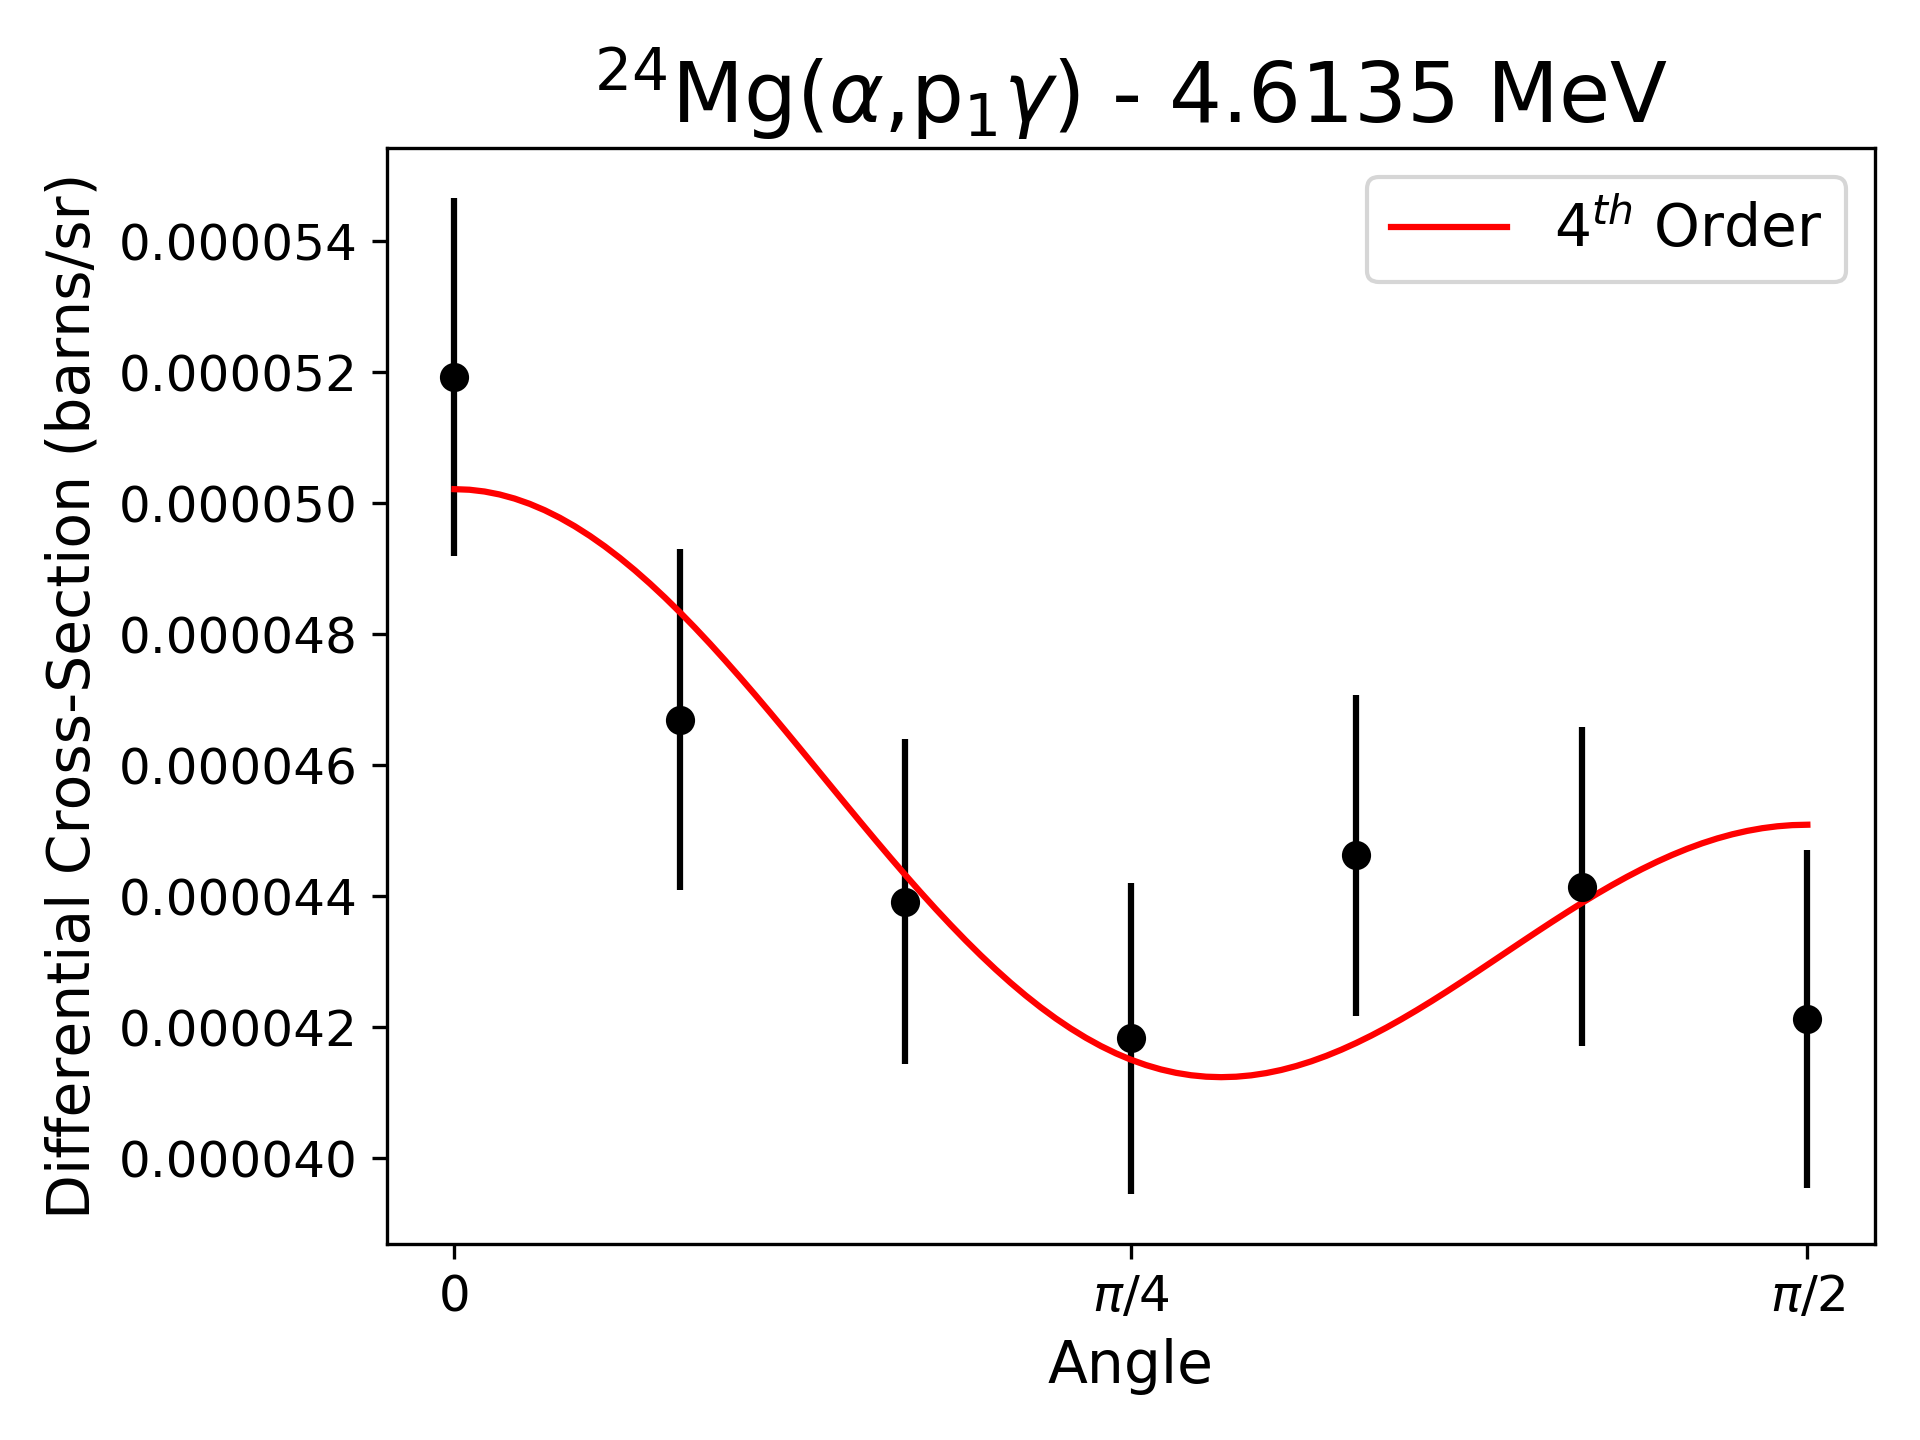 ²⁴Mg(α,p₁γ) - 4.6135 MeV
4ᵗʰ Order
Differential Cross-Section (barns/sr)
0.000054
0.000052
0.000050
0.000048
0.000046
0.000044
0.000042
0.000040
0 π/4 π/2
Angle